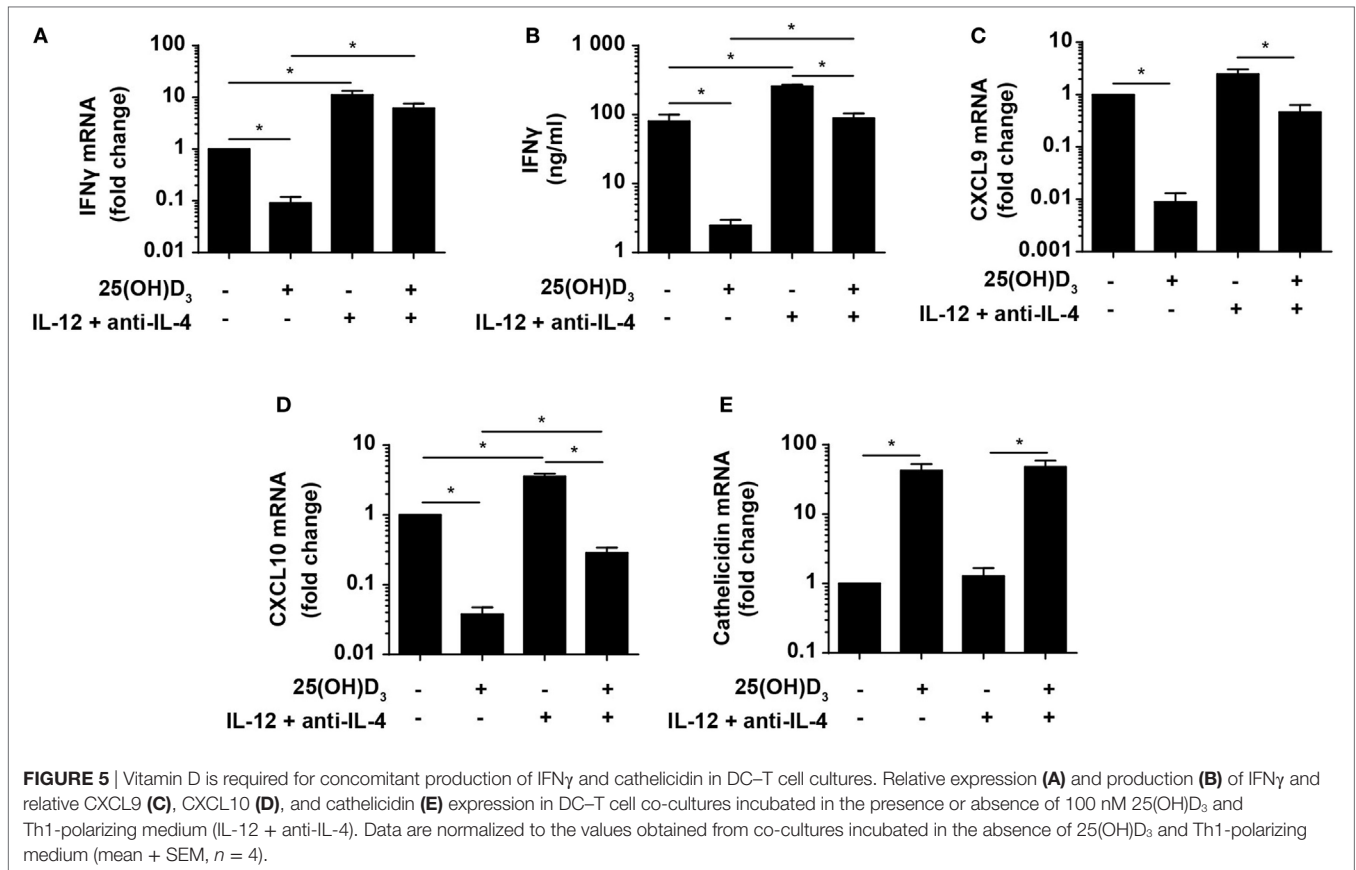 A
IFNγ mRNA
(fold change)
100
10
1
0.1
0.01
*
*
*
25(OH)D₃ - + - +
IL-12 + anti-IL-4 - - + +
B
IFNγ
(ng/ml)
1 000
100
10
1
*
*
*
*
25(OH)D₃ - + - +
IL-12 + anti-IL-4 - - + +
C
CXCL9 mRNA
(fold change)
10
1
0.1
0.01
0.001
*
*
25(OH)D₃ - + - +
IL-12 + anti-IL-4 - - + +
D
CXCL10 mRNA
(fold change)
10
1
0.1
0.01
*
*
*
*
25(OH)D₃ - + - +
IL-12 + anti-IL-4 - - + +
E
Cathelicidin mRNA
(fold change)
100
10
1
0.1
*
*
25(OH)D₃ - + - +
IL-12 + anti-IL-4 - - + +
FIGURE 5 | Vitamin D is required for concomitant production of IFNγ and cathelicidin in DC–T cell cultures. Relative expression (A) and production (B) of IFNγ and
relative CXCL9 (C), CXCL10 (D), and cathelicidin (E) expression in DC–T cell co-cultures incubated in the presence or absence of 100 nM 25(OH)D₃ and
Th1-polarizing medium (IL-12 + anti-IL-4). Data are normalized to the values obtained from co-cultures incubated in the absence of 25(OH)D₃ and Th1-polarizing
medium (mean + SEM, n = 4).